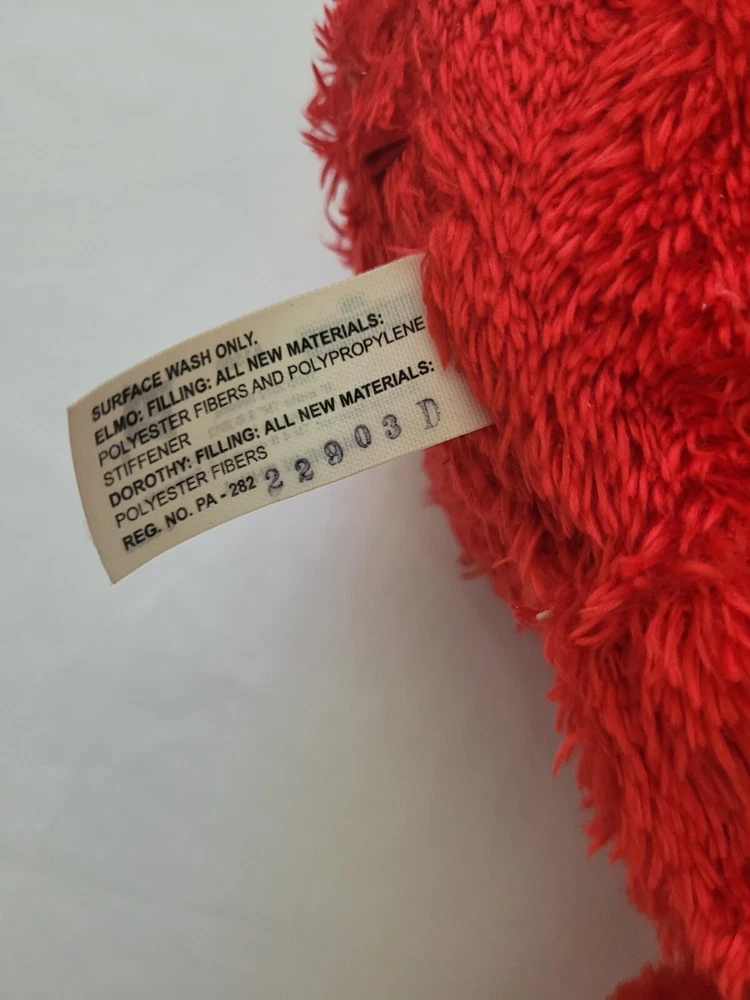 SURFACE WASH ONLY.
ELMO: FILLING: ALL NEW MATERIALS:
POLYESTER FIBERS AND POLYPROPYLENE
STIFFENER
DOROTHY: FILLING: ALL NEW MATERIALS:
POLYESTER FIBERS
REG. NO. PA - 282 22903 D